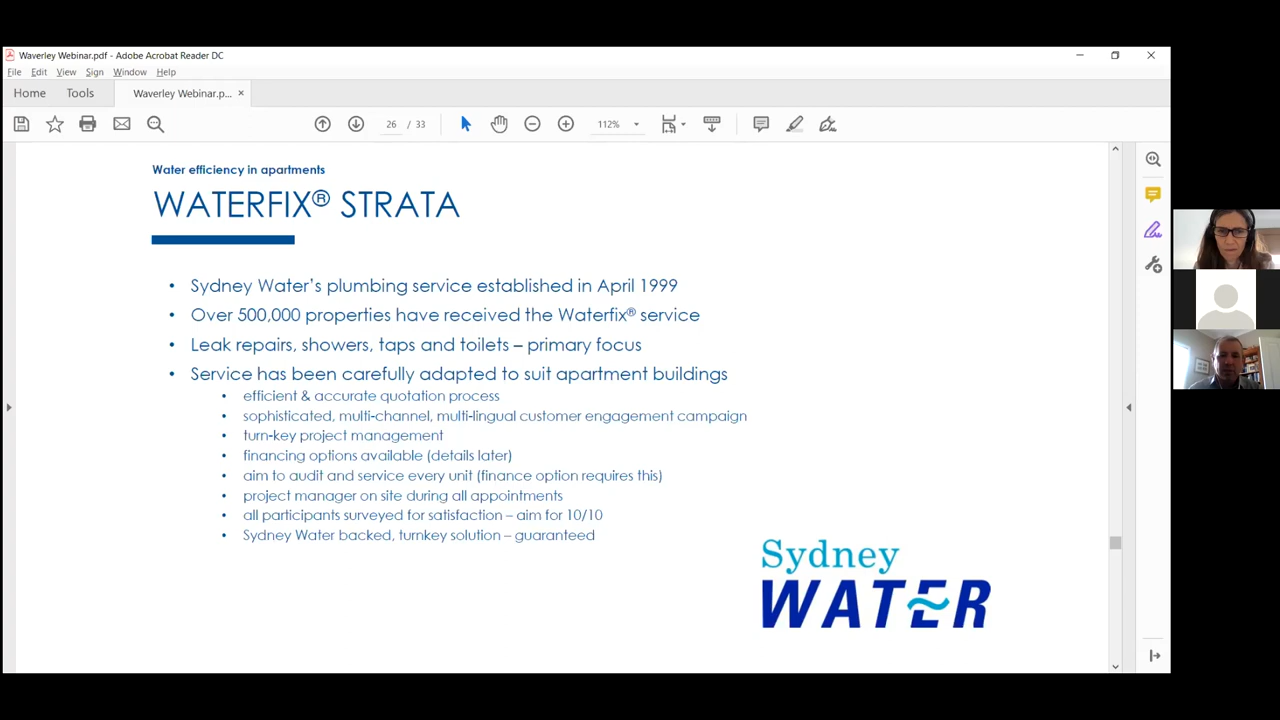 Waverley Webinar.pdf - Adobe Acrobat Reader DC
File Edit View Sign Window Help
Home Tools Waverley Webinar.p... ×
26 / 33 112%
Water efficiency in apartments
WATERFIX® STRATA
• Sydney Water’s plumbing service established in April 1999
• Over 500,000 properties have received the Waterfix® service
• Leak repairs, showers, taps and toilets – primary focus
• Service has been carefully adapted to suit apartment buildings
• efficient & accurate quotation process
• sophisticated, multi-channel, multi-lingual customer engagement campaign
• turn-key project management
• financing options available (details later)
• aim to audit and service every unit (finance option requires this)
• project manager on site during all appointments
• all participants surveyed for satisfaction – aim for 10/10
• Sydney Water backed, turnkey solution – guaranteed
Sydney
WATER